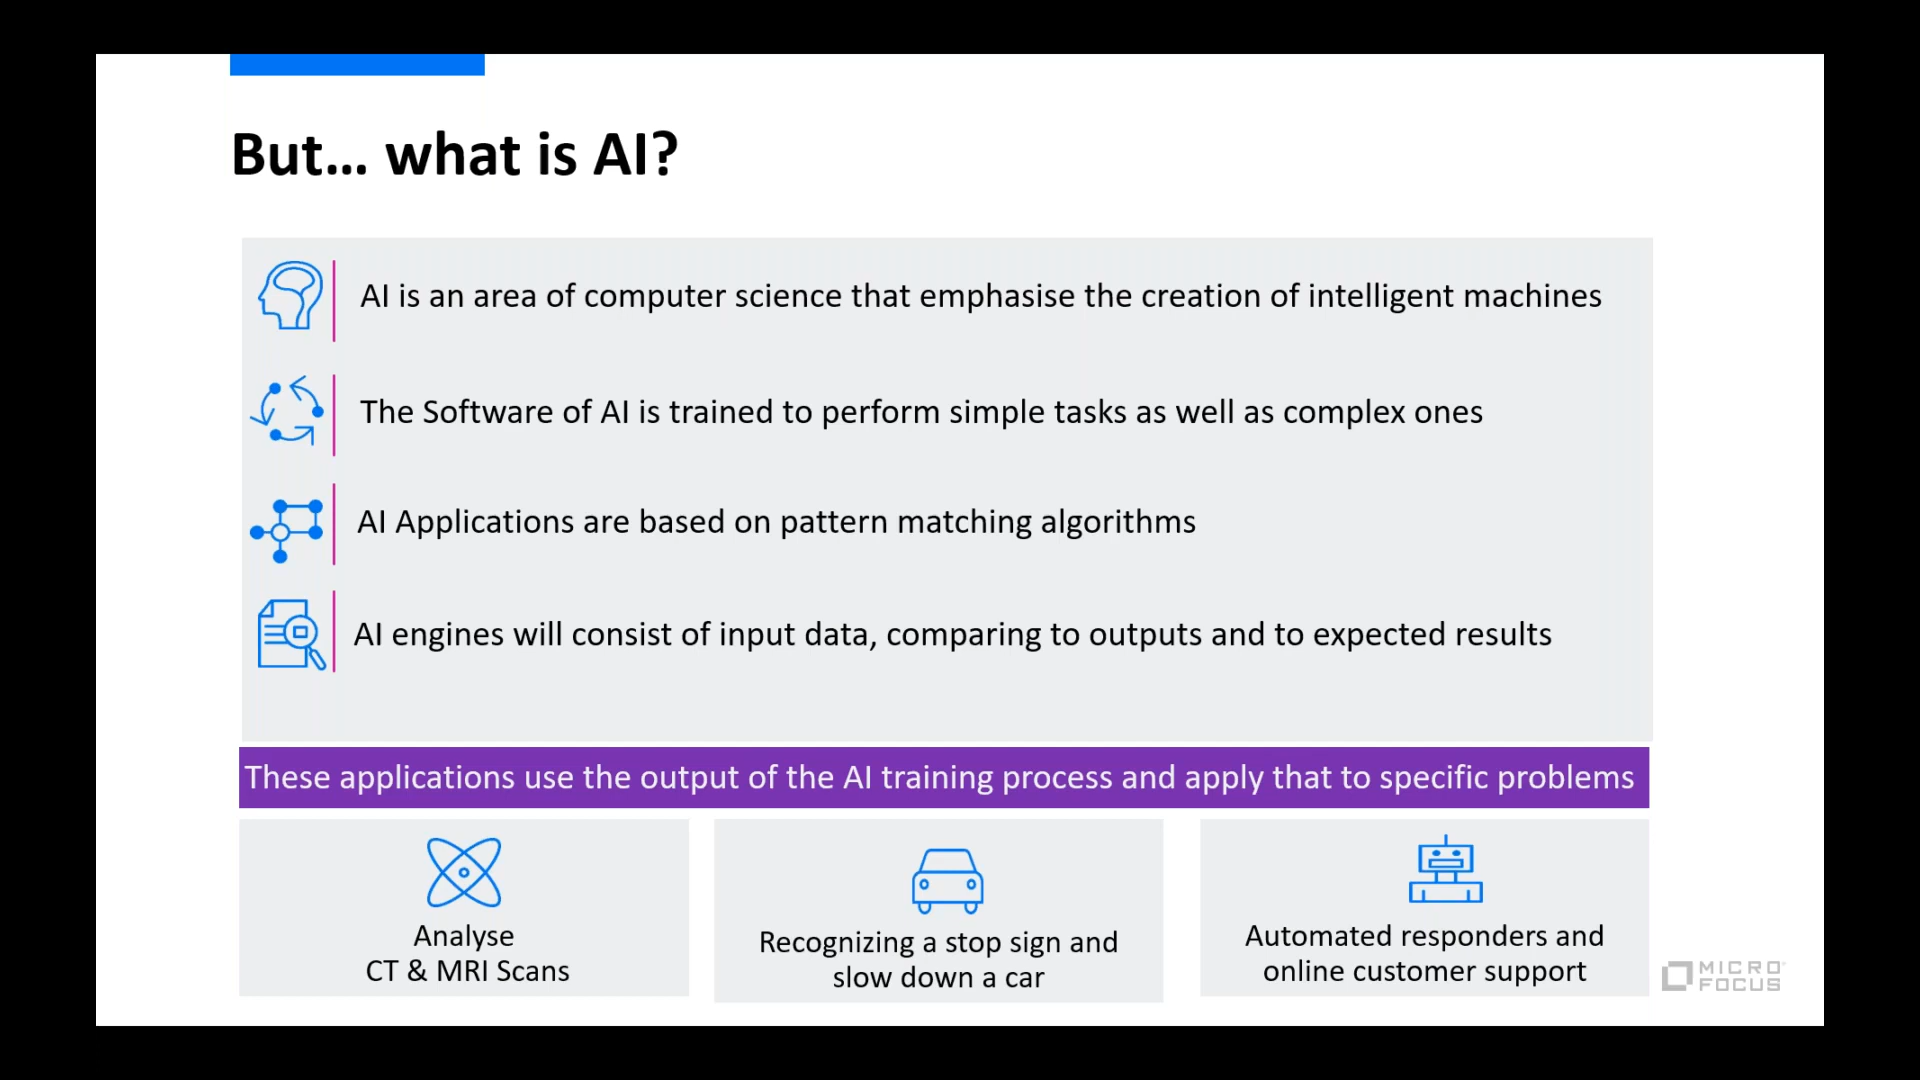 But... what is AI?
AI is an area of computer science that emphasise the creation of intelligent machines
The Software of AI is trained to perform simple tasks as well as complex ones
AI Applications are based on pattern matching algorithms
AI engines will consist of input data, comparing to outputs and to expected results
These applications use the output of the AI training process and apply that to specific problems
Analyse
CT & MRI Scans
Recognizing a stop sign and
slow down a car
Automated responders and
online customer support
MICRO
FOCUS